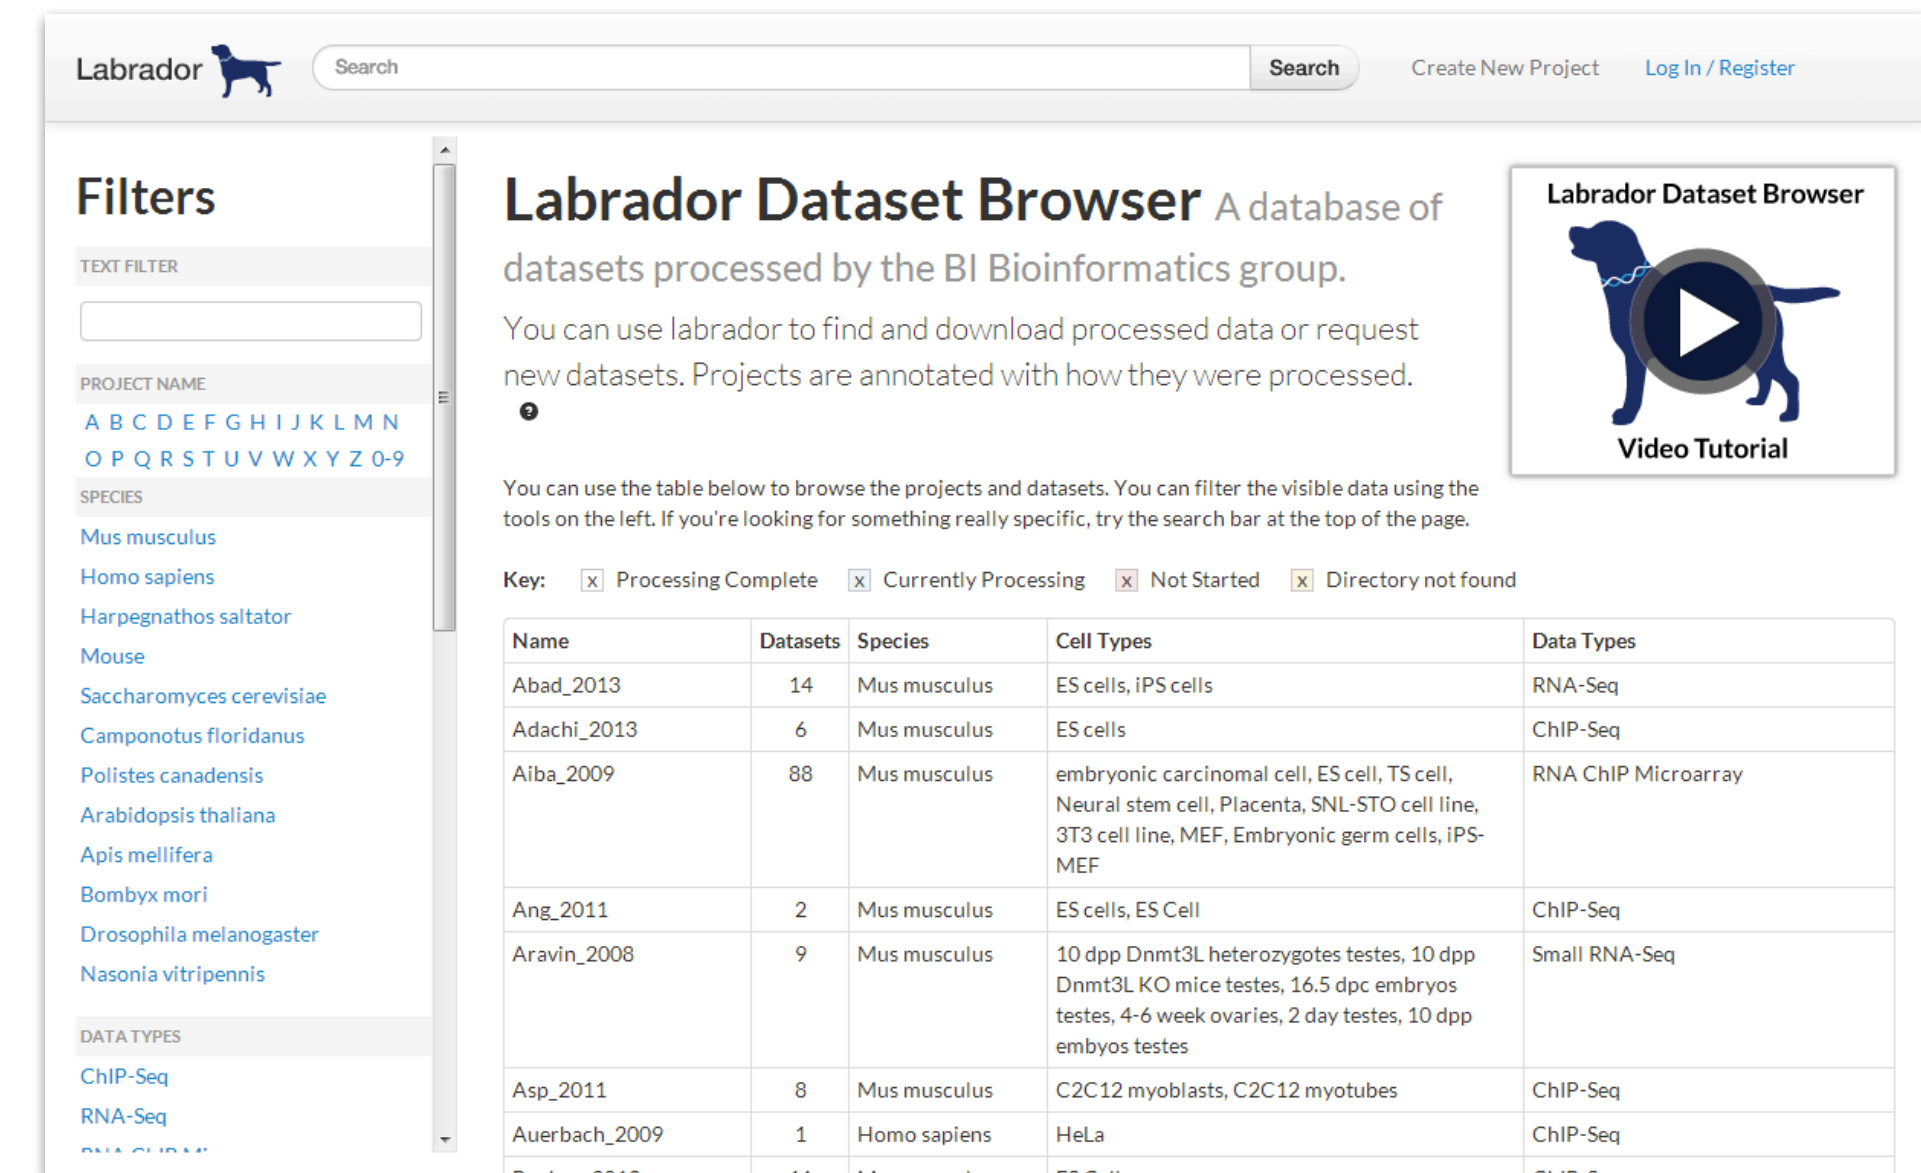 Labrador
Search
Search
Create New Project
Log In / Register
Filters
TEXT FILTER
PROJECT NAME
A B C D E F G H I J K L M N
O P Q R S T U V W X Y Z 0-9
SPECIES
Mus musculus
Homo sapiens
Harpegnathos saltator
Mouse
Saccharomyces cerevisiae
Camponotus floridanus
Polistes canadensis
Arabidopsis thaliana
Apis mellifera
Bombyx mori
Drosophila melanogaster
Nasonia vitripennis
DATA TYPES
ChIP-Seq
RNA-Seq
Labrador Dataset Browser A database of
datasets processed by the BI Bioinformatics group.
You can use labrador to find and download processed data or request
new datasets. Projects are annotated with how they were processed.
?
Labrador Dataset Browser
Video Tutorial
You can use the table below to browse the projects and datasets. You can filter the visible data using the
tools on the left. If you're looking for something really specific, try the search bar at the top of the page.
Key: x Processing Complete x Currently Processing x Not Started x Directory not found
Name Datasets Species Cell Types Data Types
Abad_2013 14 Mus musculus ES cells, iPS cells RNA-Seq
Adachi_2013 6 Mus musculus ES cells ChIP-Seq
Aiba_2009 88 Mus musculus embryonic carcinomal cell, ES cell, TS cell, RNA ChIP Microarray
Neural stem cell, Placenta, SNL-STO cell line,
3T3 cell line, MEF, Embryonic germ cells, iPS-
MEF
Ang_2011 2 Mus musculus ES cells, ES Cell ChIP-Seq
Aravin_2008 9 Mus musculus 10 dpp Dnmt3L heterozygotes testes, 10 dpp Small RNA-Seq
Dnmt3L KO mice testes, 16.5 dpc embryos
testes, 4-6 week ovaries, 2 day testes, 10 dpp
embyos testes
Asp_2011 8 Mus musculus C2C12 myoblasts, C2C12 myotubes ChIP-Seq
Auerbach_2009 1 Homo sapiens HeLa ChIP-Seq